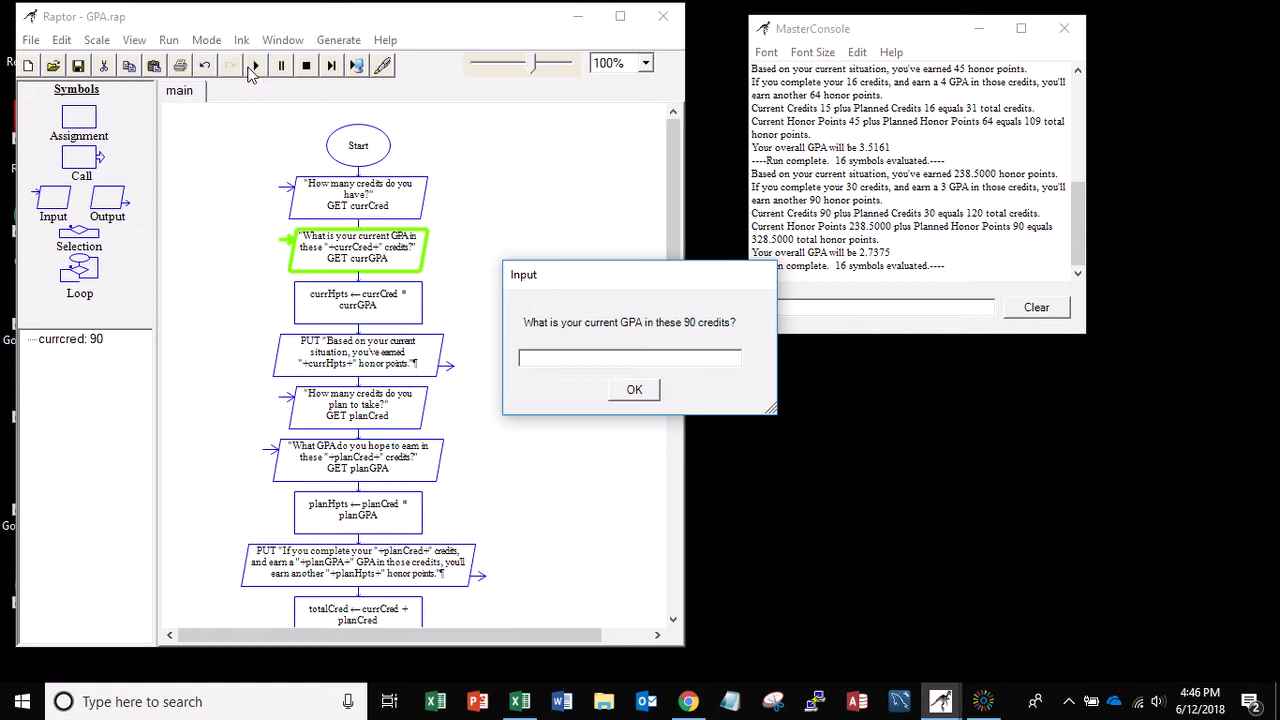 Raptor - GPA.rap
File Edit Scale View Run Mode Ink Window Generate Help
100%
Symbols
Assignment
Call
Input Output
Selection
Loop
currcred: 90
main
Start
"How many credits do you
have?"
GET currCred
"What is your current GPA in
these "+currCred+" credits?"
GET currGPA
currHpts ← currCred *
currGPA
PUT "Based on your current
situation, you've earned
"+currHpts+" honor points."¶
"How many credits do you
plan to take?"
GET planCred
"What GPA do you hope to earn in
these "+planCred+" credits?"
GET planGPA
planHpts ← planCred *
planGPA
PUT "If you complete your "+planCred+" credits,
and earn a "+planGPA+" GPA in those credits, you'll
earn another "+planHpts+" honor points."¶
totalCred ← currCred +
planCred
Input
What is your current GPA in these 90 credits?
OK
MasterConsole
Font Font Size Edit Help
Based on your current situation, you've earned 45 honor points.
If you complete your 16 credits, and earn a 4 GPA in those credits, you'll
earn another 64 honor points.
Current Credits 15 plus Planned Credits 16 equals 31 total credits.
Current Honor Points 45 plus Planned Honor Points 64 equals 109 total
honor points.
Your overall GPA will be 3.5161
----Run complete. 16 symbols evaluated.----
Based on your current situation, you've earned 238.5000 honor points.
If you complete your 30 credits, and earn a 3 GPA in those credits, you'll
earn another 90 honor points.
Current Credits 90 plus Planned Credits 30 equals 120 total credits.
Current Honor Points 238.5000 plus Planned Honor Points 90 equals
328.5000 total honor points.
Your overall GPA will be 2.7375
n complete. 16 symbols evaluated.----
Clear
Type here to search
4:46 PM
6/12/2018
2